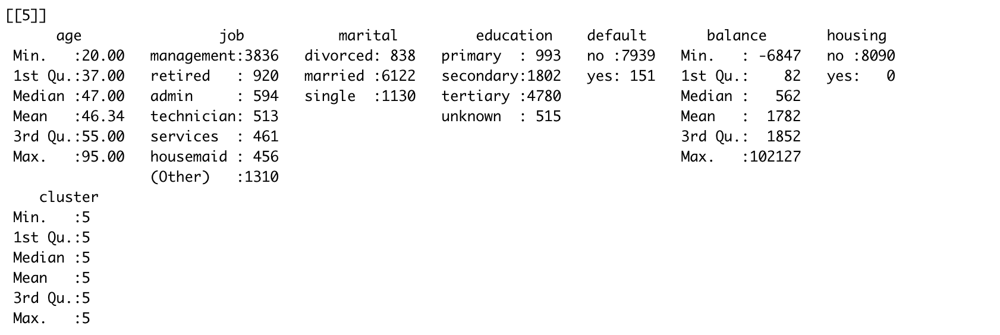 [[5]]
      age                job           marital         education    default       balance       housing
 Min.   :20.00   management:3836   divorced: 838   primary  : 993   no :7939   Min.   : -6847   no :8090
 1st Qu.:37.00   retired   : 920   married :6122   secondary:1802   yes: 151   1st Qu.:    82   yes:   0
 Median :47.00   admin     : 594   single  :1130   tertiary :4780              Median :   562
 Mean   :46.34   technician: 513                   unknown  : 515              Mean   :  1782
 3rd Qu.:55.00   services  : 461                                               3rd Qu.:  1852
 Max.   :95.00   housemaid : 456                                               Max.   :102127
                 (Other)   :1310
    cluster
 Min.   :5
 1st Qu.:5
 Median :5
 Mean   :5
 3rd Qu.:5
 Max.   :5